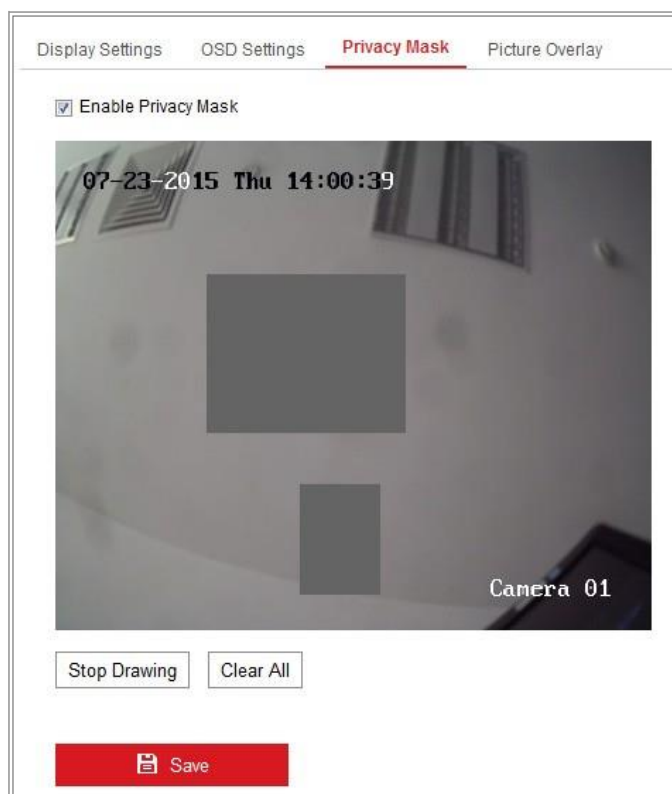 Display Settings OSD Settings Privacy Mask Picture Overlay
Enable Privacy Mask
07-23-2015 Thu 14:00:39
Camera 01
Stop Drawing Clear All
Save